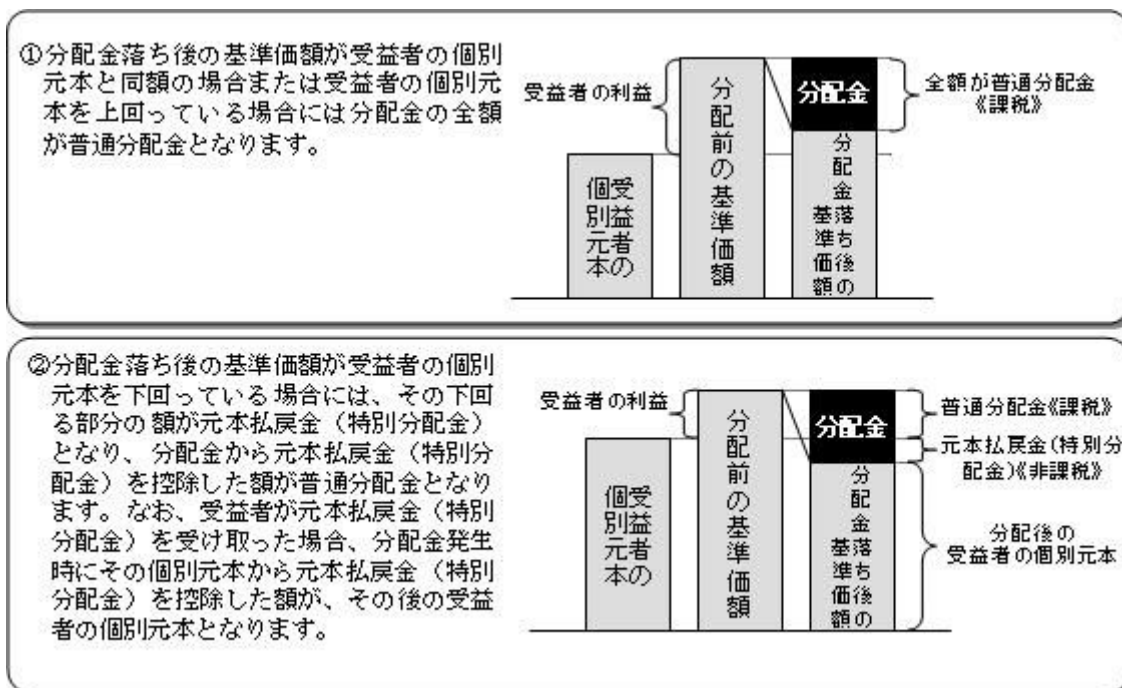 ①分配金落ち後の基準価額が受益者の個別
元本と同額の場合または受益者の個別元
本を上回っている場合には分配金の全額
が普通分配金となります。
受益者の利益
個別元本
受益者の
分配前の基準価額
分配金
基準価額
分配金落ち後の
全額が普通分配金
《課税》
②分配金落ち後の基準価額が受益者の個別
元本を下回っている場合には、その下回
る部分の額が元本払戻金（特別分配金）
となり、分配金から元本払戻金（特別分
配金）を控除した額が普通分配金となり
ます。なお、受益者が元本払戻金（特別
分配金）を受け取った場合、分配金発生
時にその個別元本から元本払戻金（特別
分配金）を控除した額が、その後の受益
者の個別元本となります。
受益者の利益
受益者の
個別元本
分配前の基準価額
分配金
分配金落ち後の
基準価額
普通分配金《課税》
元本払戻金（特別分
配金）《非課税》
分配後の
受益者の個別元本